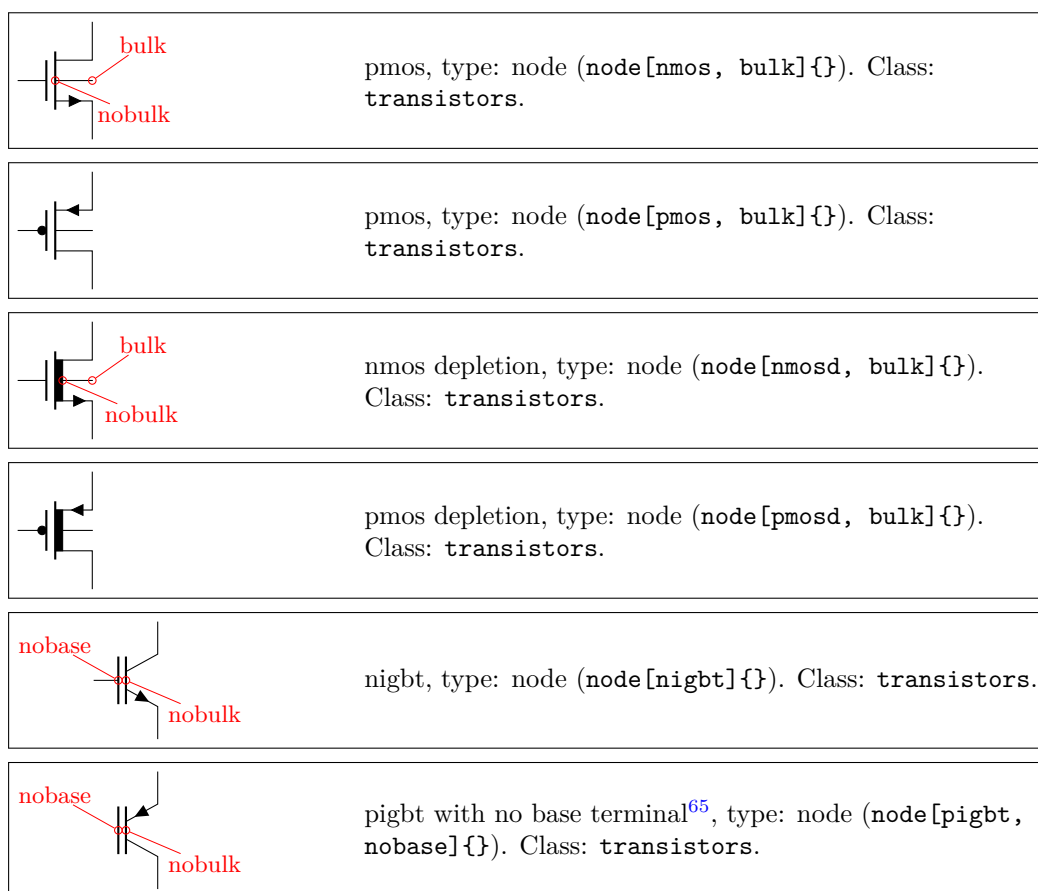 bulk
nobulk
pmos, type: node (node[nmos, bulk]{}). Class:
transistors.
pmos, type: node (node[pmos, bulk]{}). Class:
transistors.
bulk
nobulk
nmos depletion, type: node (node[nmosd, bulk]{}).
Class: transistors.
pmos depletion, type: node (node[pmosd, bulk]{}).
Class: transistors.
nobase
nobulk
nigbt, type: node (node[nigbt]{}). Class: transistors.
nobase
nobulk
pigbt with no base terminal65, type: node (node[pigbt,
nobase]{}). Class: transistors.